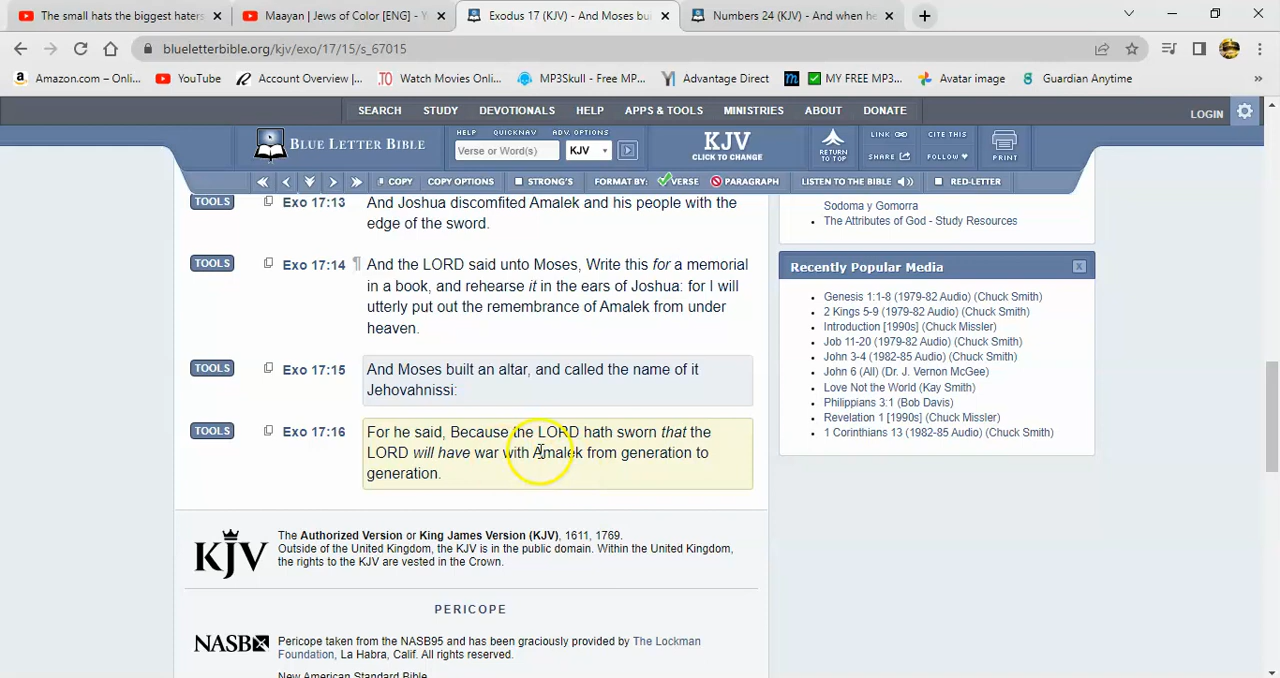 The small hats the biggest haters
Maayan | Jews of Color [ENG] - Y
Exodus 17 (KJV) - And Moses bui
Numbers 24 (KJV) - And when he
blueletterbible.org/kjv/exo/17/15/s_67015
Amazon.com – Onli... YouTube Account Overview |... Watch Movies Onlin... MP3Skull - Free MP... Advantage Direct MY FREE MP3... Avatar image Guardian Anytime »
SEARCH STUDY DEVOTIONALS HELP APPS & TOOLS MINISTRIES ABOUT DONATE LOGIN
BLUE LETTER BIBLE
HELP QUICKNAV ADV. OPTIONS
Verse or Word(s) KJV
KJV
CLICK TO CHANGE
RETURN
TO TOP
LINK CITE THIS
SHARE FOLLOW
PRINT
COPY COPY OPTIONS STRONG'S FORMAT BY: VERSE PARAGRAPH LISTEN TO THE BIBLE RED-LETTER
TOOLS Exo 17:13 And Joshua discomfited Amalek and his people with the
edge of the sword.
TOOLS Exo 17:14 ¶ And the LORD said unto Moses, Write this for a memorial
in a book, and rehearse it in the ears of Joshua: for I will
utterly put out the remembrance of Amalek from under
heaven.
TOOLS Exo 17:15 And Moses built an altar, and called the name of it
Jehovahnissi:
TOOLS Exo 17:16 For he said, Because the LORD hath sworn that the
LORD will have war with Amalek from generation to
generation.
KJV
The Authorized Version or King James Version (KJV), 1611, 1769.
Outside of the United Kingdom, the KJV is in the public domain. Within the United Kingdom,
the rights to the KJV are vested in the Crown.
PERICOPE
NASB
Pericope taken from the NASB95 and has been graciously provided by The Lockman
Foundation, La Habra, Calif. All rights reserved.
New American Standard Bible
Sodoma y Gomorra
The Attributes of God - Study Resources
Recently Popular Media
Genesis 1:1-8 (1979-82 Audio) (Chuck Smith)
2 Kings 5-9 (1979-82 Audio) (Chuck Smith)
Introduction [1990s] (Chuck Missler)
Job 11-20 (1979-82 Audio) (Chuck Smith)
John 3-4 (1982-85 Audio) (Chuck Smith)
John 6 (All) (Dr. J. Vernon McGee)
Love Not the World (Kay Smith)
Philippians 3:1 (Bob Davis)
Revelation 1 [1990s] (Chuck Missler)
1 Corinthians 13 (1982-85 Audio) (Chuck Smith)